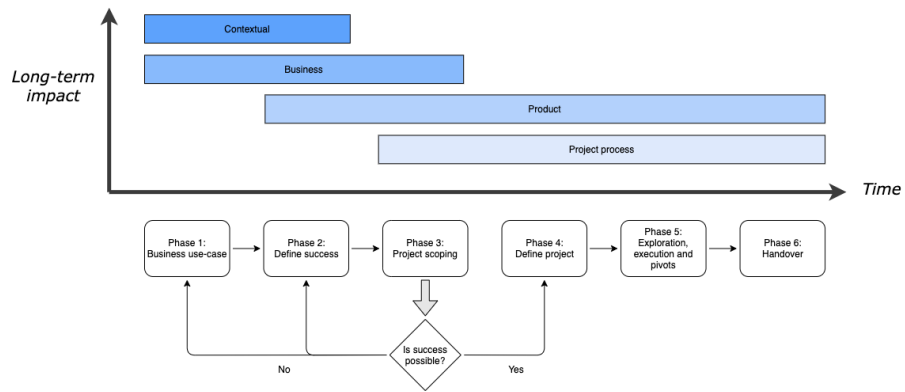 Contextual
Long-term
impact
Business
Product
Project process
Time
Phase 1:
Business use-case
Phase 2:
Define success
Phase 3:
Project scoping
Phase 4:
Define project
Phase 5:
Exploration,
execution and
pivots
Phase 6:
Handover
Is success
possible?
No
Yes